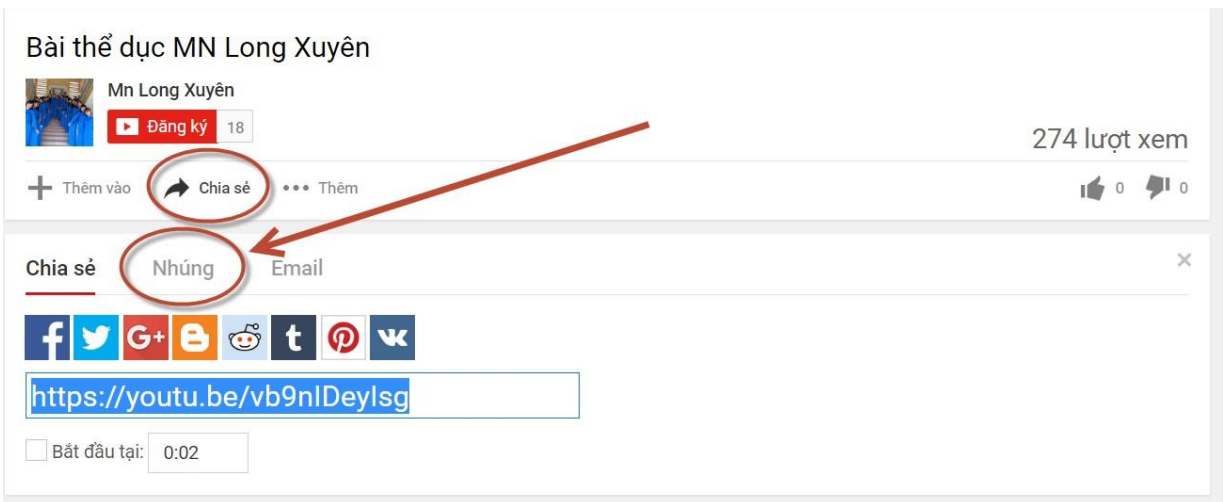 Bài thể dục MN Long Xuyên
Mn Long Xuyên
Đăng ký 18
274 lượt xem
Thêm vào Chia sẻ Thêm 0 0
Chia sẻ Nhúng Email
https://youtu.be/vb9nIDeyIsg
Bắt đầu tại: 0:02